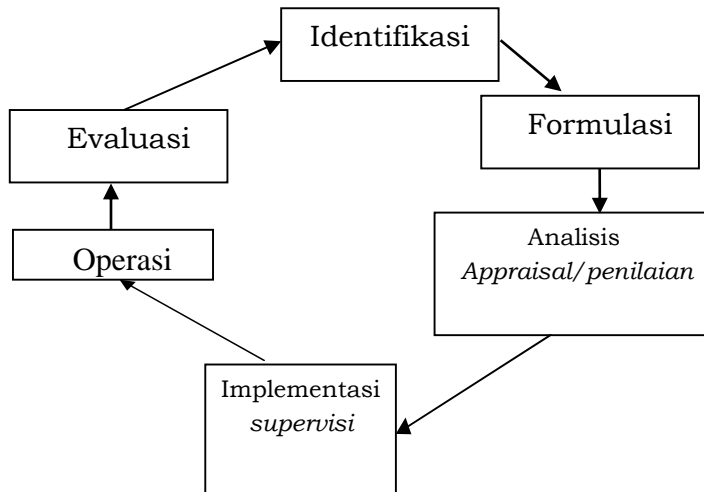 Identifikasi
Formulasi
Analisis
Appraisal/penilaian
Implementasi
supervisi
Operasi
Evaluasi